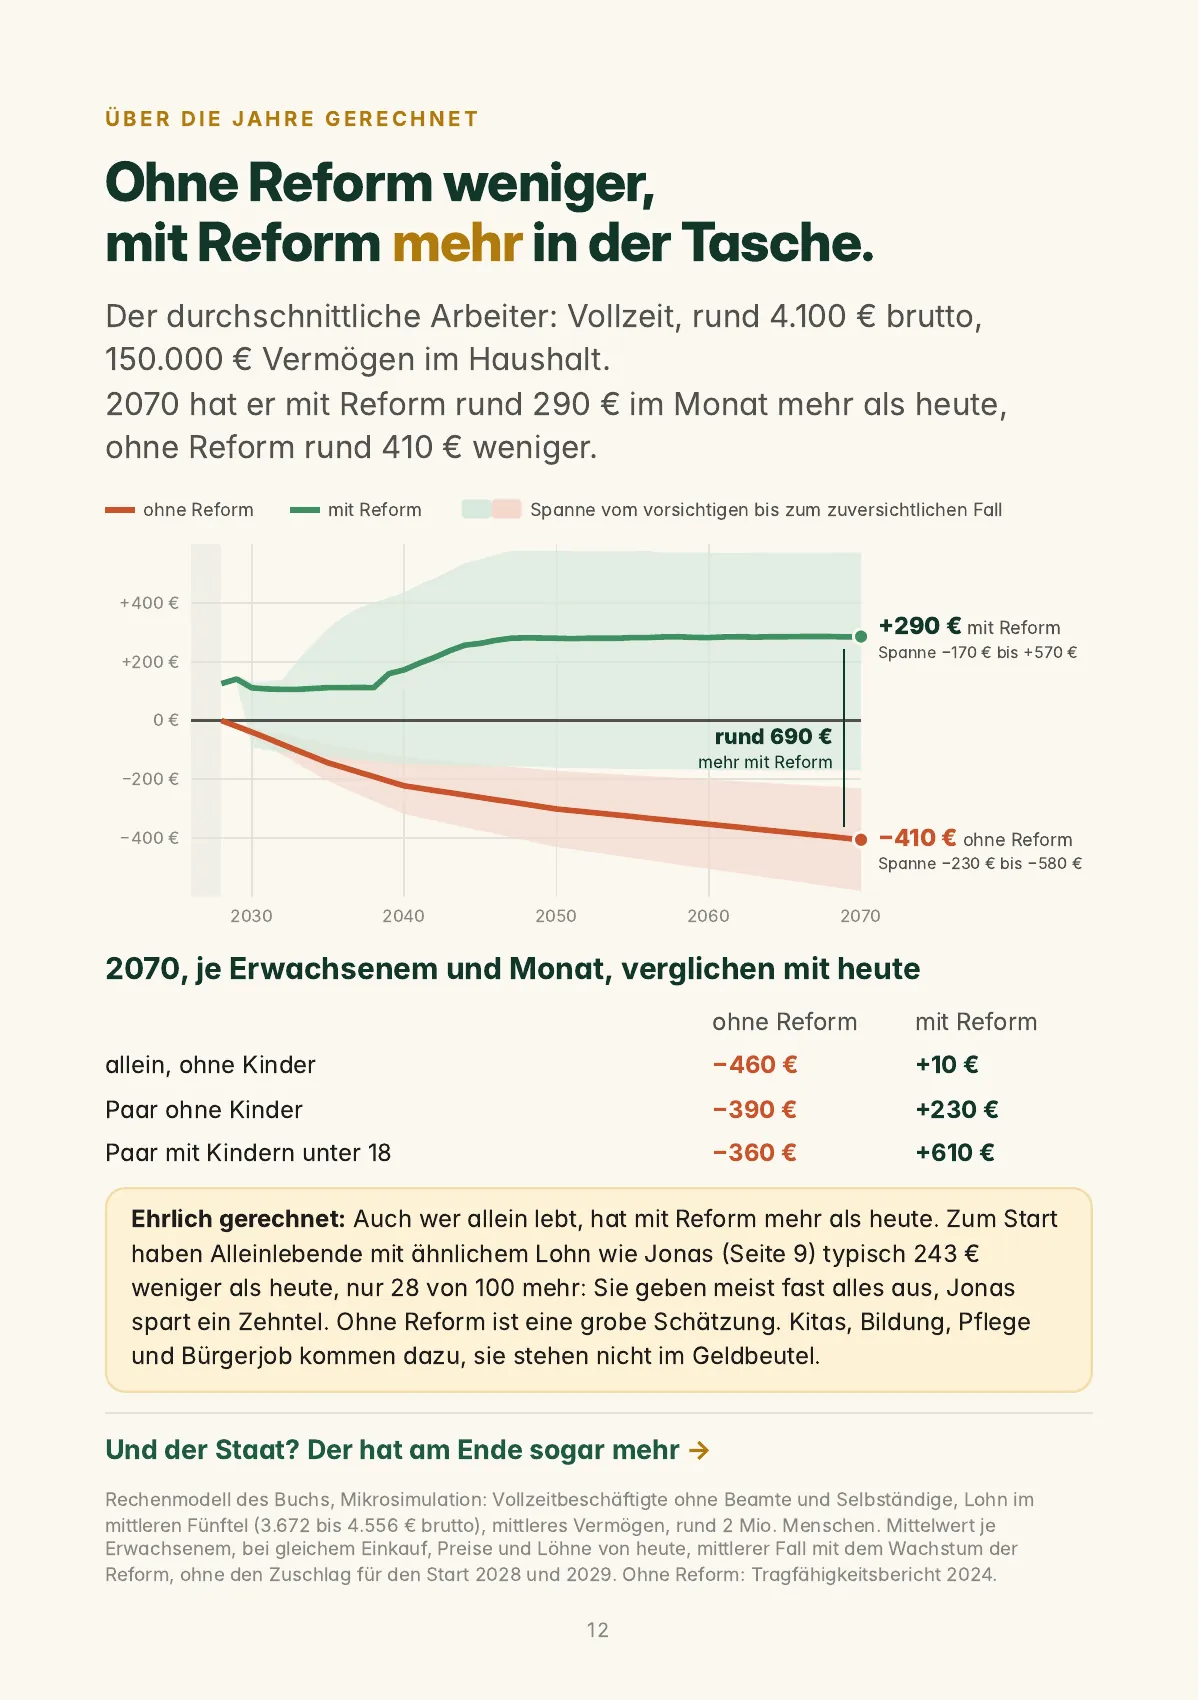 ÜBER DIE JAHRE GERECHNET
Ohne Reform weniger,
mit Reform mehr in der Tasche.
Der durchschnittliche Arbeiter: Vollzeit, rund 4.100 € brutto,
150.000 € Vermögen im Haushalt.
2070 hat er mit Reform rund 290 € im Monat mehr als heute,
ohne Reform rund 410 € weniger.
ohne Reform mit Reform Spanne vom vorsichtigen bis zum zuversichtlichen Fall
+400 €
+200 €
0 €
−200 €
−400 €
+290 € mit Reform
Spanne −170 € bis +570 €
rund 690 €
mehr mit Reform
−410 € ohne Reform
Spanne −230 € bis −580 €
2030 2040 2050 2060 2070
2070, je Erwachsenem und Monat, verglichen mit heute
ohne Reform mit Reform
allein, ohne Kinder −460 € +10 €
Paar ohne Kinder −390 € +230 €
Paar mit Kindern unter 18 −360 € +610 €
Ehrlich gerechnet: Auch wer allein lebt, hat mit Reform mehr als heute. Zum Start
haben Alleinlebende mit ähnlichem Lohn wie Jonas (Seite 9) typisch 243 €
weniger als heute, nur 28 von 100 mehr: Sie geben meist fast alles aus, Jonas
spart ein Zehntel. Ohne Reform ist eine grobe Schätzung. Kitas, Bildung, Pflege
und Bürgerjob kommen dazu, sie stehen nicht im Geldbeutel.
Und der Staat? Der hat am Ende sogar mehr →
Rechenmodell des Buchs, Mikrosimulation: Vollzeitbeschäftigte ohne Beamte und Selbständige, Lohn im
mittleren Fünftel (3.672 bis 4.556 € brutto), mittleres Vermögen, rund 2 Mio. Menschen. Mittelwert je
Erwachsenem, bei gleichem Einkauf, Preise und Löhne von heute, mittlerer Fall mit dem Wachstum der
Reform, ohne den Zuschlag für den Start 2028 und 2029. Ohne Reform: Tragfähigkeitsbericht 2024.
12